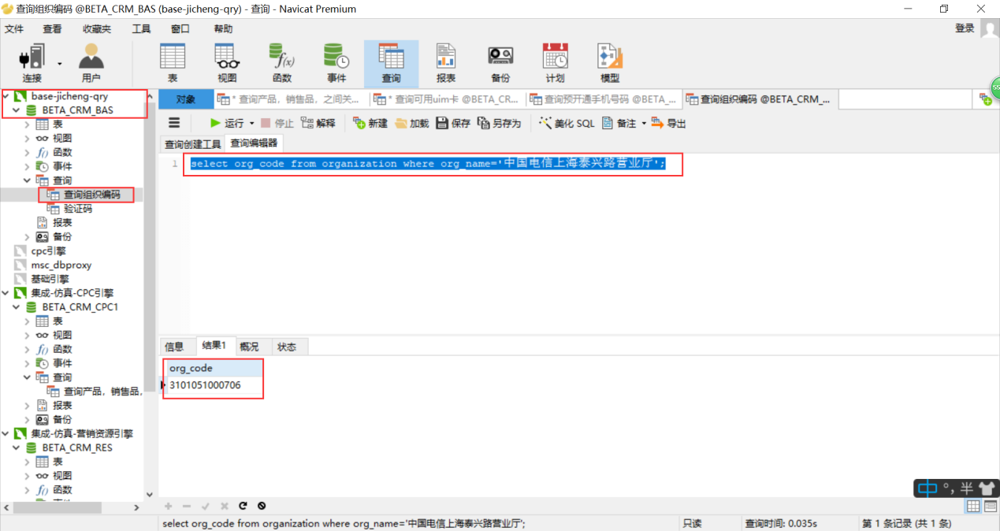 查询组织编码 @BETA_CRM_BAS (base-jicheng-qry) - 查询 - Navicat Premium
文件 查看 收藏夹 工具 窗口 帮助 登录
连接 用户 表 视图 函数 事件 查询 报表 备份 计划 模型
对象 * 查询产品，销售品，之间关... * 查询可用uim卡 @BETA_CR... 查询预开通手机号码 @BETA_... 查询组织编码 @BETA_CRM_...
运行 停止 解释 新建 加载 保存 另存为 美化 SQL 备注 导出
查询创建工具 查询编辑器
1 select org_code from organization where org_name='中国电信上海泰兴路营业厅';
base-jicheng-qry
BETA_CRM_BAS
表
视图
函数
事件
查询
查询组织编码
验证码
报表
备份
cpc引擎
msc_dbproxy
基础引擎
集成-仿真-CPC引擎
BETA_CRM_CPC1
表
视图
函数
事件
查询
查询产品，销售品,
报表
备份
集成-仿真-营销资源引擎
BETA_CRM_RES
表
视图
函数
信息 结果1 概况 状态
org_code
3101051000706
中 °, 半
select org_code from organization where org_name='中国电信上海泰兴路营业厅'; 只读 查询时间: 0.035s 第 1 条记录 (共 1 条)